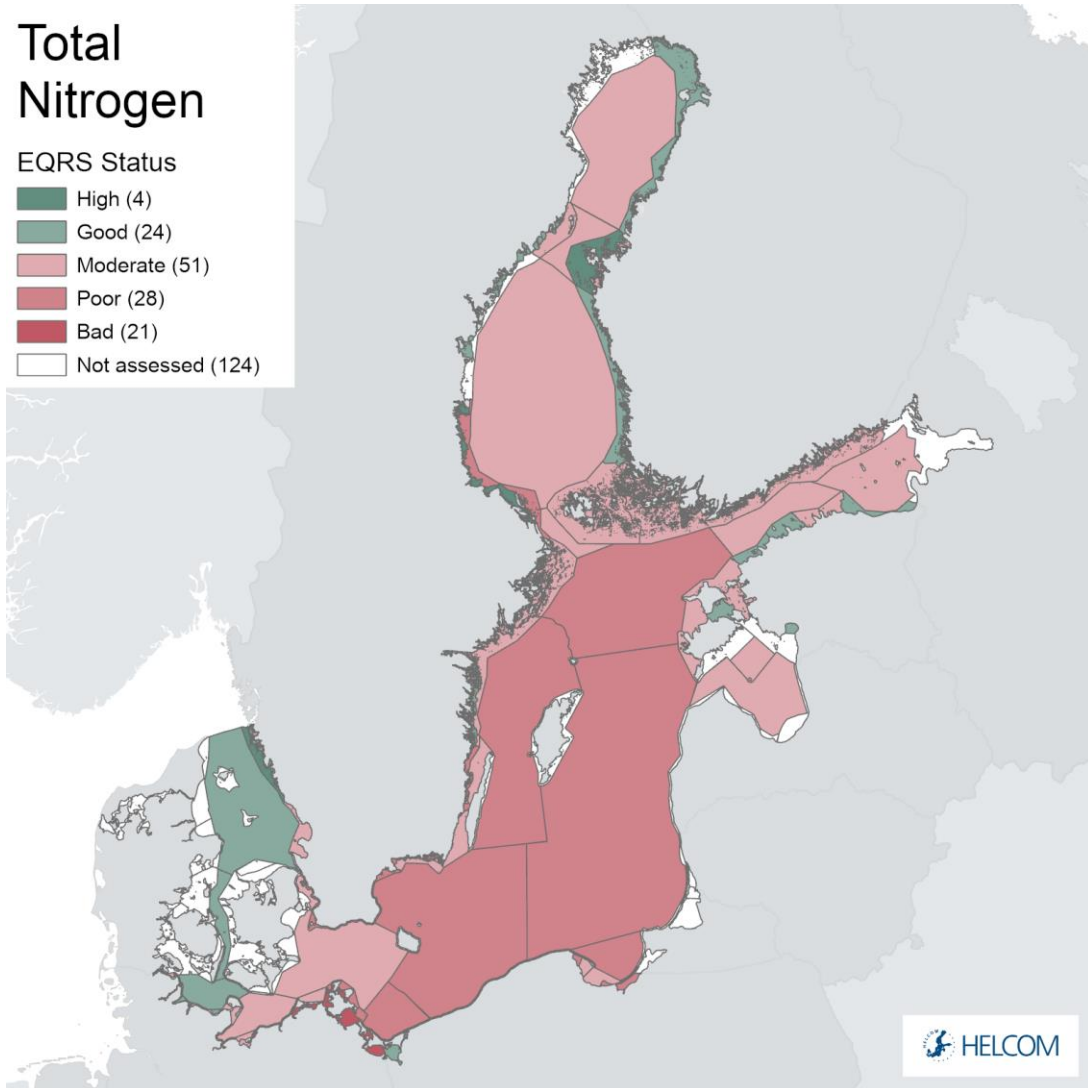 Total
Nitrogen
EQRS Status
High (4)
Good (24)
Moderate (51)
Poor (28)
Bad (21)
Not assessed (124)
HELCOM